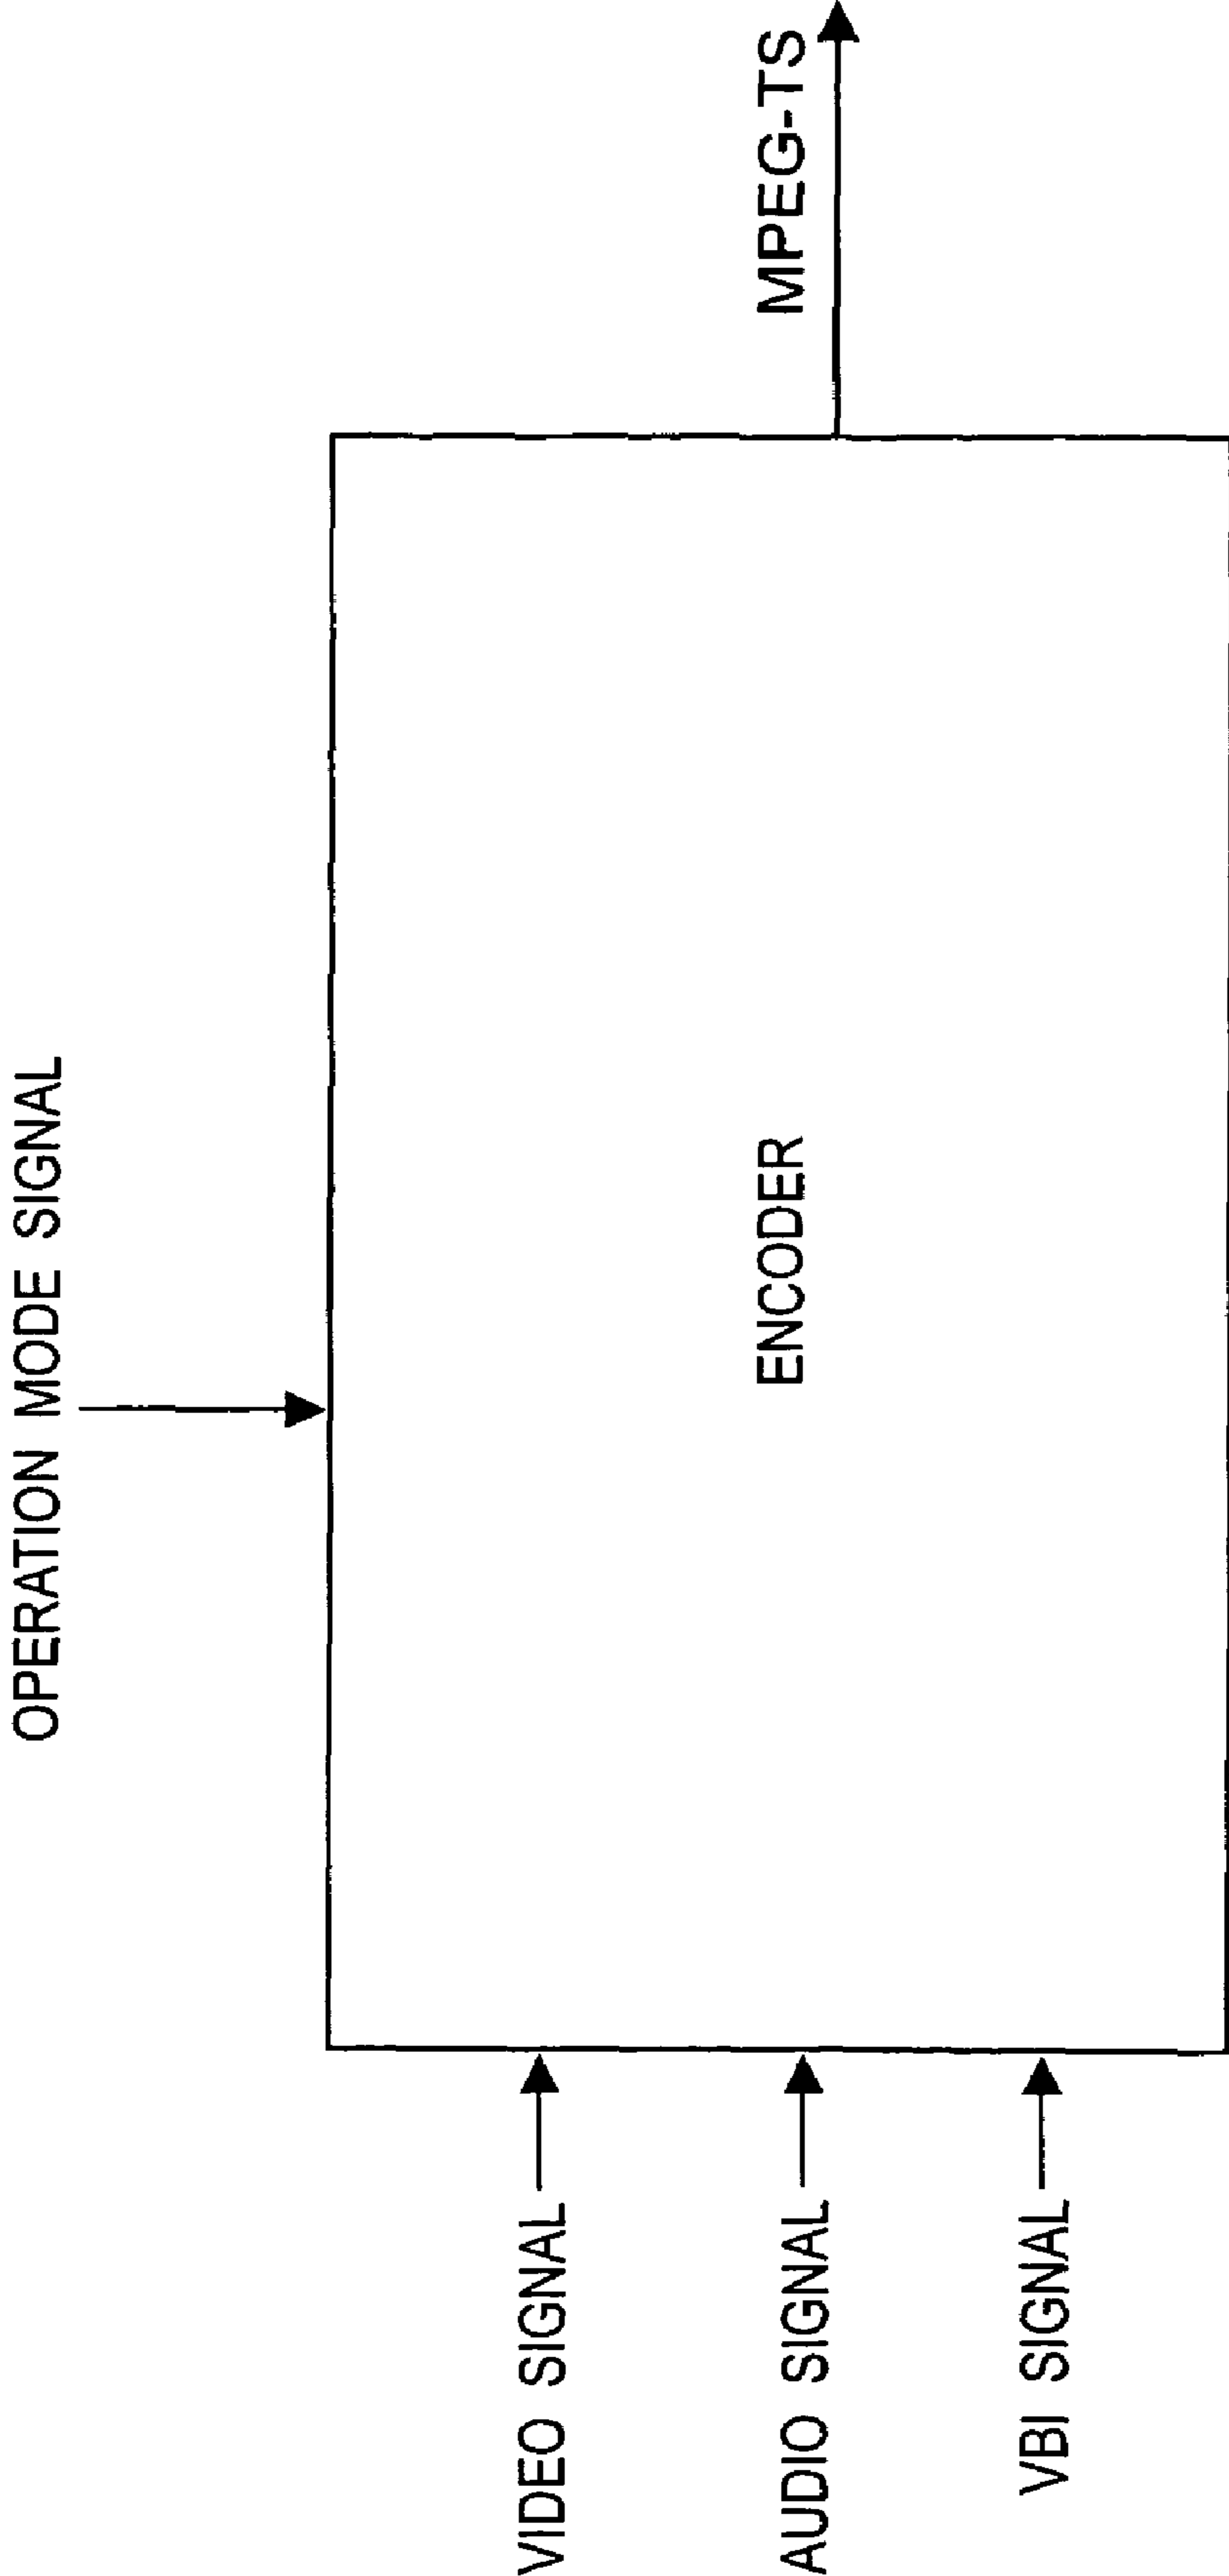 OPERATION MODE SIGNAL
VIDEO SIGNAL
AUDIO SIGNAL
VBI SIGNAL
ENCODER
MPEG-TS